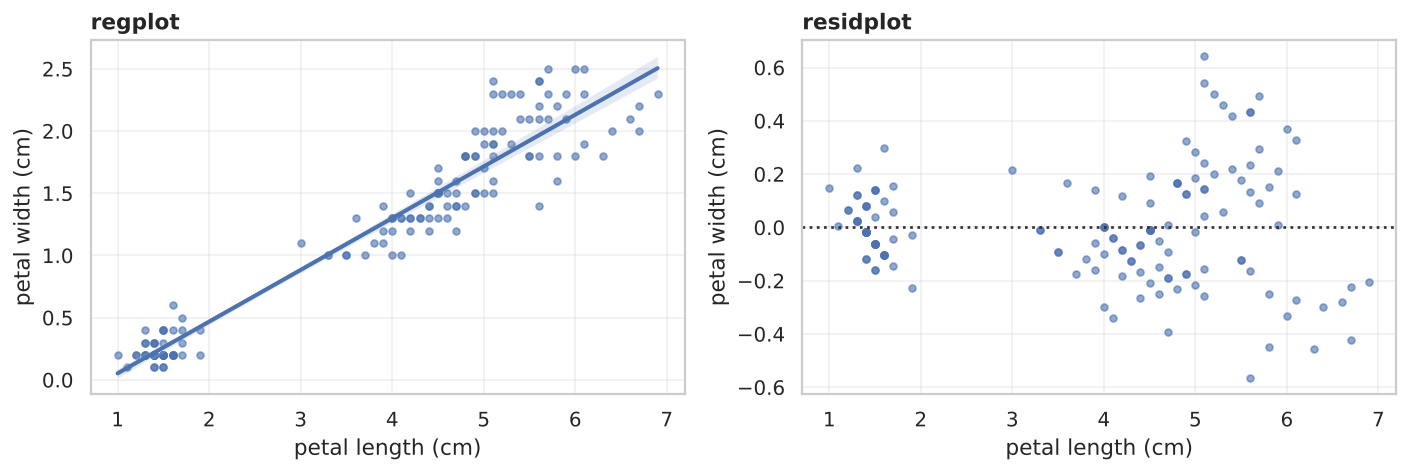 regplot
petal width (cm)
2.5
2.0
1.5
1.0
0.5
0.0
1 2 3 4 5 6 7
petal length (cm)
residplot
petal width (cm)
0.6
0.4
0.2
0.0
−0.2
−0.4
−0.6
1 2 3 4 5 6 7
petal length (cm)